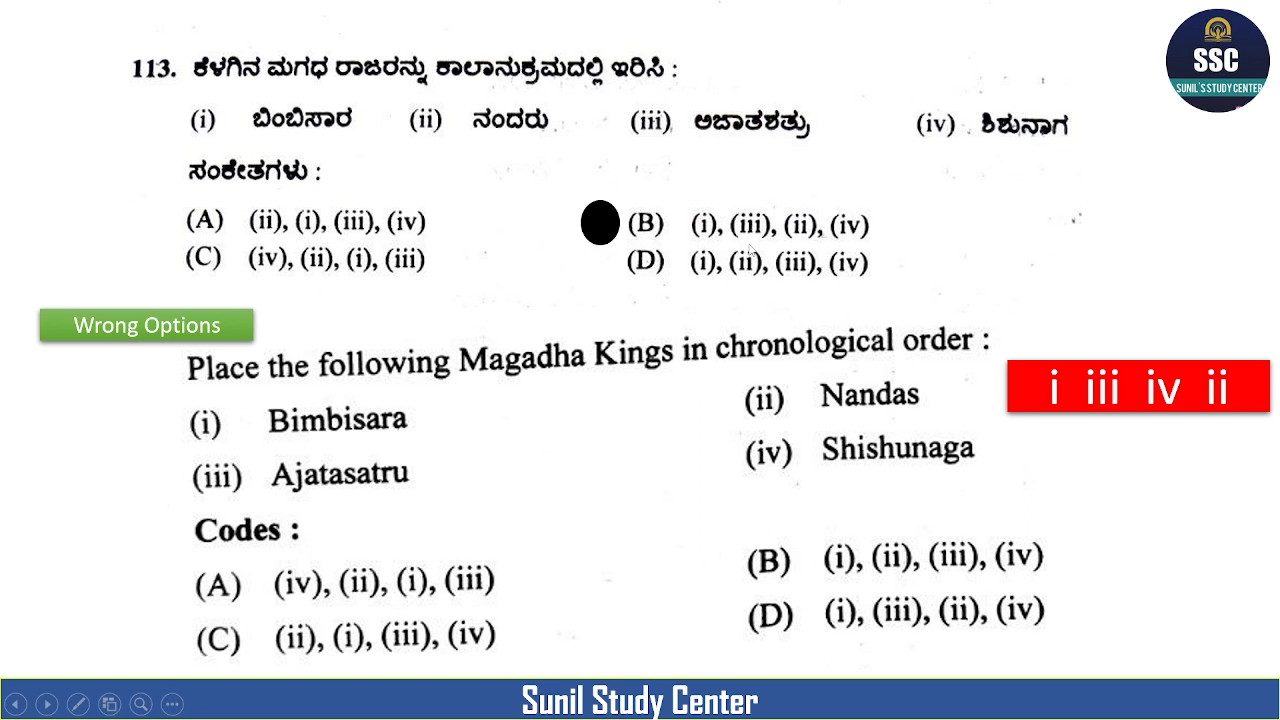 SSC
SUNIL'S STUDY CENTER
113. ಕೆಳಗಿನ ಮಗಧ ರಾಜರನ್ನು ಕಾಲಾನುಕ್ರಮದಲ್ಲಿ ಇರಿಸಿ :
(i) ಬಿಂಬಿಸಾರ (ii) ನಂದರು (iii) ಅಜಾತಶತ್ರು (iv) ಶಿಶುನಾಗ
ಸಂಕೇತಗಳು :
(A) (ii), (i), (iii), (iv) (B) (i), (iii), (ii), (iv)
(C) (iv), (ii), (i), (iii) (D) (i), (ii), (iii), (iv)
Wrong Options
Place the following Magadha Kings in chronological order :
i iii iv ii
(i) Bimbisara (ii) Nandas
(iii) Ajatasatru (iv) Shishunaga
Codes :
(A) (iv), (ii), (i), (iii) (B) (i), (ii), (iii), (iv)
(C) (ii), (i), (iii), (iv) (D) (i), (iii), (ii), (iv)
Sunil Study Center